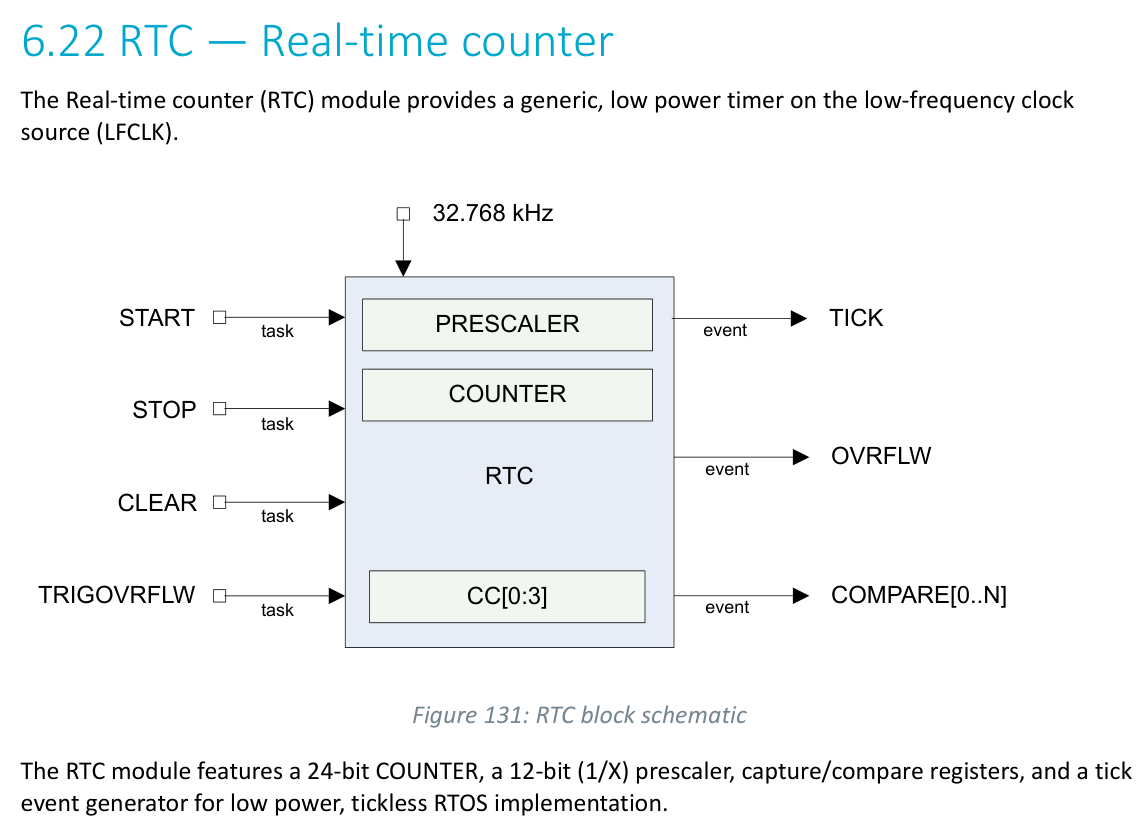 6.22 RTC — Real-time counter
The Real-time counter (RTC) module provides a generic, low power timer on the low-frequency clock
source (LFCLK).
32.768 kHz
START
task
PRESCALER
event
TICK
STOP
task
COUNTER
RTC
event
OVRFLW
CLEAR
task
TRIGOVRFLW
task
CC[0:3]
event
COMPARE[0..N]
Figure 131: RTC block schematic
The RTC module features a 24-bit COUNTER, a 12-bit (1/X) prescaler, capture/compare registers, and a tick
event generator for low power, tickless RTOS implementation.